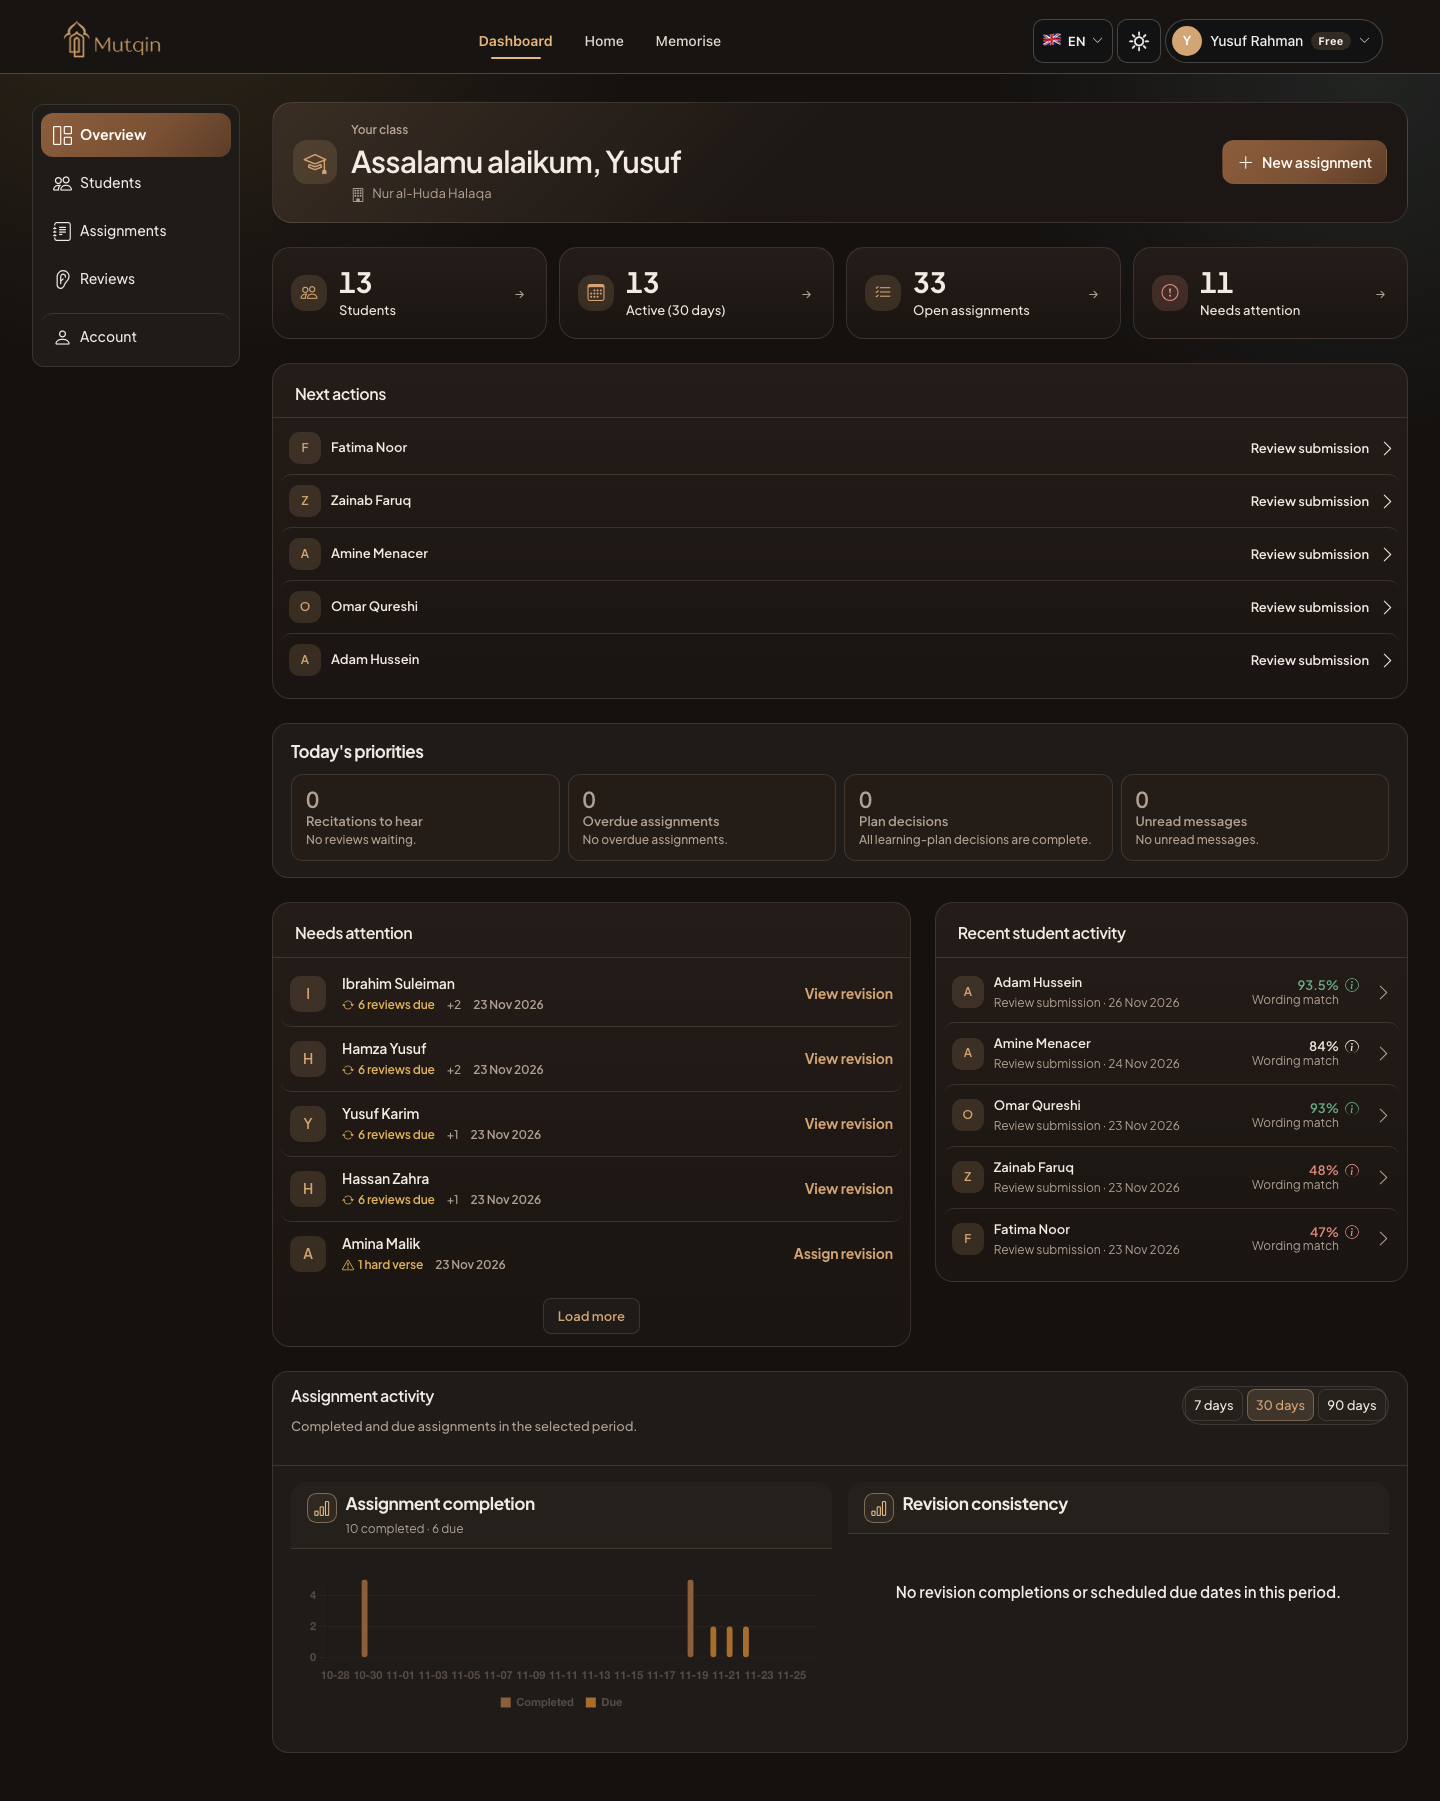 Mutqin
Dashboard
Home
Memorise
EN
Y
Yusuf Rahman
Free
Overview
Students
Assignments
Reviews
Account
Your class
Assalamu alaikum, Yusuf
Nur al-Huda Halaqa
New assignment
13
Students
13
Active (30 days)
33
Open assignments
11
Needs attention
Next actions
F
Fatima Noor
Review submission
Z
Zainab Faruq
Review submission
A
Amine Menacer
Review submission
O
Omar Qureshi
Review submission
A
Adam Hussein
Review submission
Today's priorities
0
Recitations to hear
No reviews waiting.
0
Overdue assignments
No overdue assignments.
0
Plan decisions
All learning-plan decisions are complete.
0
Unread messages
No unread messages.
Needs attention
I
Ibrahim Suleiman
6 reviews due +2 23 Nov 2026
View revision
H
Hamza Yusuf
6 reviews due +2 23 Nov 2026
View revision
Y
Yusuf Karim
6 reviews due +1 23 Nov 2026
View revision
H
Hassan Zahra
6 reviews due +1 23 Nov 2026
View revision
A
Amina Malik
1 hard verse 23 Nov 2026
Assign revision
Load more
Recent student activity
A
Adam Hussein
Review submission · 26 Nov 2026
93.5%
Wording match
A
Amine Menacer
Review submission · 24 Nov 2026
84%
Wording match
O
Omar Qureshi
Review submission · 23 Nov 2026
93%
Wording match
Z
Zainab Faruq
Review submission · 23 Nov 2026
48%
Wording match
F
Fatima Noor
Review submission · 23 Nov 2026
47%
Wording match
Assignment activity
Completed and due assignments in the selected period.
7 days
30 days
90 days
Assignment completion
10 completed · 6 due
4
2
0
10-28 10-30 11-01 11-03 11-05 11-07 11-09 11-11 11-13 11-15 11-17 11-19 11-21 11-23 11-25
Completed
Due
Revision consistency
No revision completions or scheduled due dates in this period.